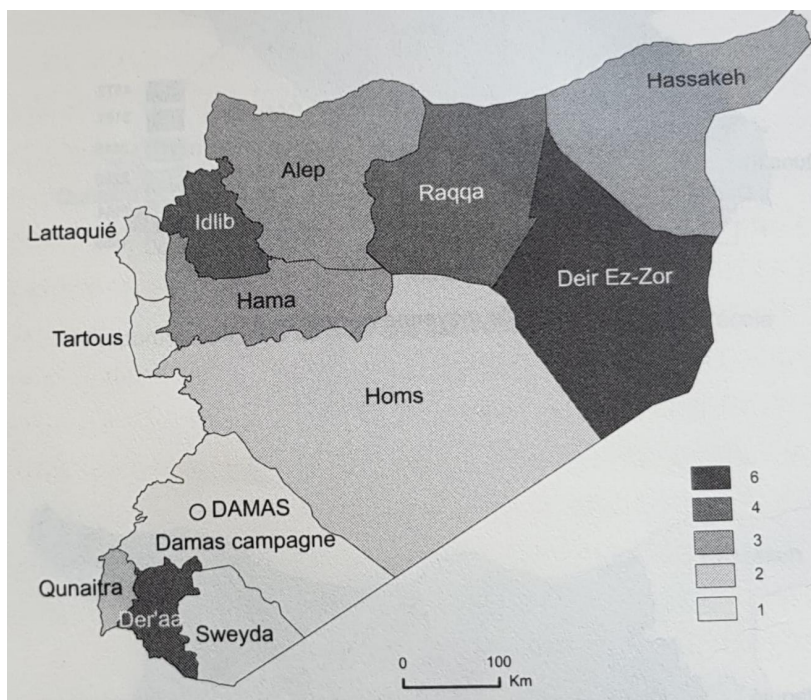 Hassakeh
Alep
Raqqa
Idlib
Lattaquié
Deir Ez-Zor
Hama
Tartous
Homs
DAMAS
Damas campagne
Qunaitra
Der'aa
Sweyda
6
4
3
2
1
0 100
Km